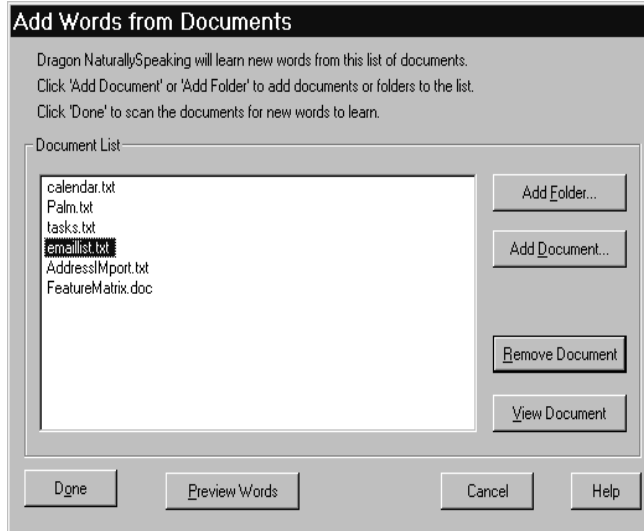 Add Words from Documents
Dragon NaturallySpeaking will learn new words from this list of documents.
Click 'Add Document' or 'Add Folder' to add documents or folders to the list.
Click 'Done' to scan the documents for new words to learn.
Document List
calendar.txt
Palm.txt
tasks.txt
emaillist.txt
AddressIMport.txt
FeatureMatrix.doc
Add Folder...
Add Document...
Remove Document
View Document
Done
Preview Words
Cancel
Help